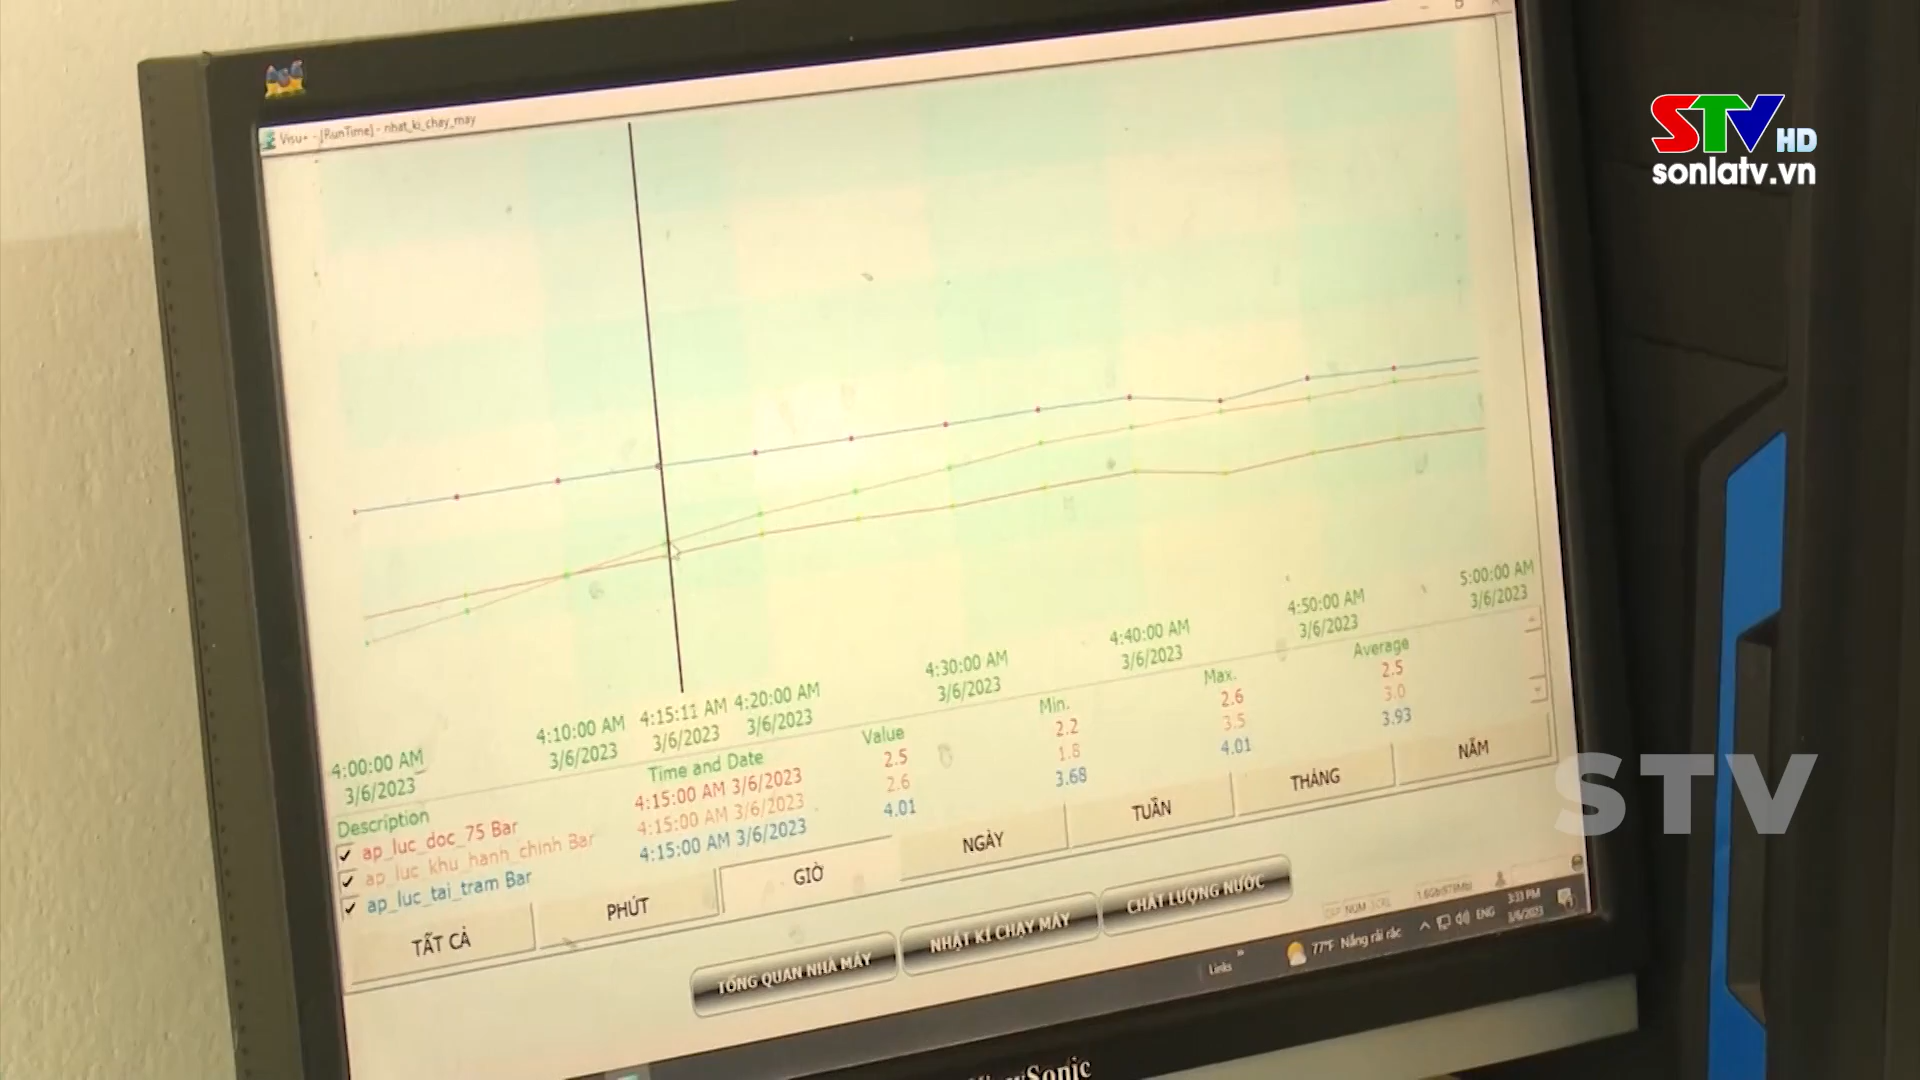 Visu+ - [RunTime] - nhat_ki_chay_may
STV HD
sonlatv.vn
4:00:00 AM
3/6/2023
4:10:00 AM
3/6/2023
4:15:11 AM
3/6/2023
4:20:00 AM
3/6/2023
4:30:00 AM
3/6/2023
4:40:00 AM
3/6/2023
4:50:00 AM
3/6/2023
5:00:00 AM
3/6/2023
Description Time and Date Value Min. Max. Average
ap_luc_doc_75 Bar 4:15:00 AM 3/6/2023 2.5 2.2 2.6 2.5
ap_luc_khu_hanh_chinh Bar 4:15:00 AM 3/6/2023 2.6 1.8 3.5 3.0
ap_luc_tai_tram Bar 4:15:00 AM 3/6/2023 4.01 3.68 4.01 3.93
TẤT CẢ PHÚT GIỜ NGÀY TUẦN THÁNG NĂM
STV
TỔNG QUAN NHÀ MÁY NHẬT KÍ CHẠY MÁY CHẤT LƯỢNG NƯỚC
NUM
Links
77°F Nắng rải rác
ENG
3:33 PM
3/6/2023